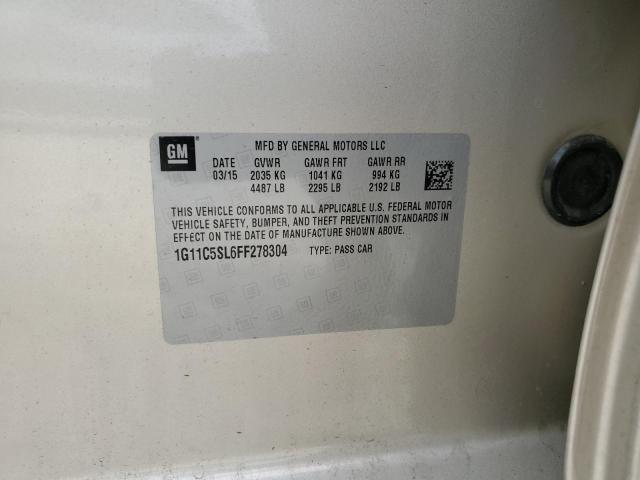 GM
MFD BY GENERAL MOTORS LLC
DATE GVWR GAWR FRT GAWR RR
03/15 2035 KG 1041 KG 994 KG
4487 LB 2295 LB 2192 LB
THIS VEHICLE CONFORMS TO ALL APPLICABLE U.S. FEDERAL MOTOR
VEHICLE SAFETY, BUMPER, AND THEFT PREVENTION STANDARDS IN
EFFECT ON THE DATE OF MANUFACTURE SHOWN ABOVE.
1G11C5SL6FF278304 TYPE: PASS CAR